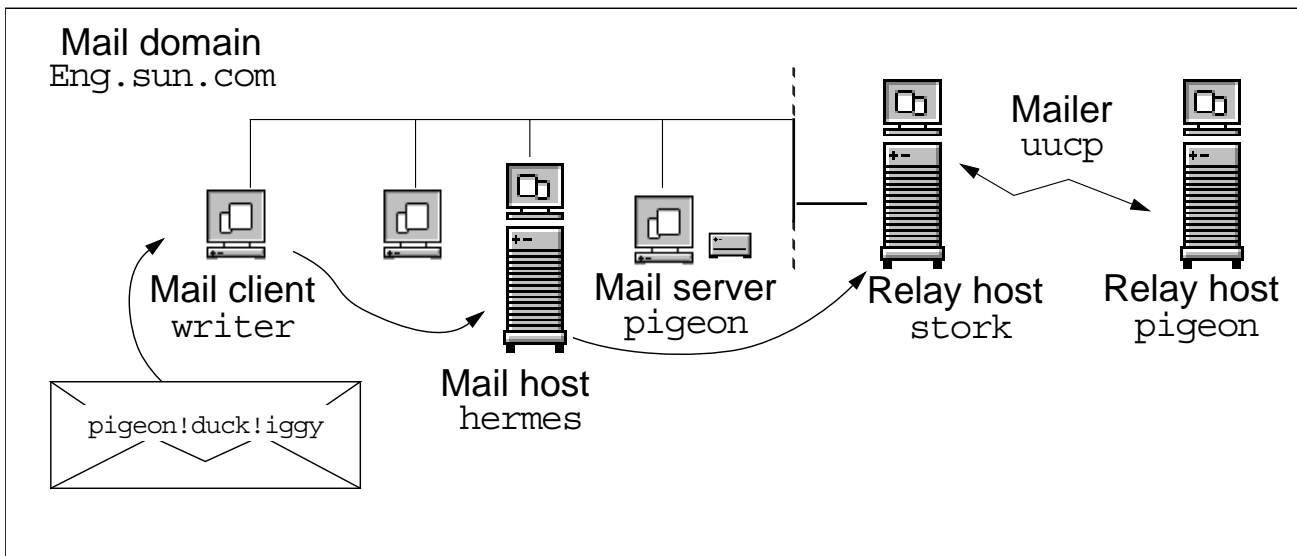 Mail domain
Eng.sun.com
Mailer
uucp
Mail client
writer
Mail server
pigeon
Relay host
stork
Relay host
pigeon
Mail host
hermes
pigeon!duck!iggy